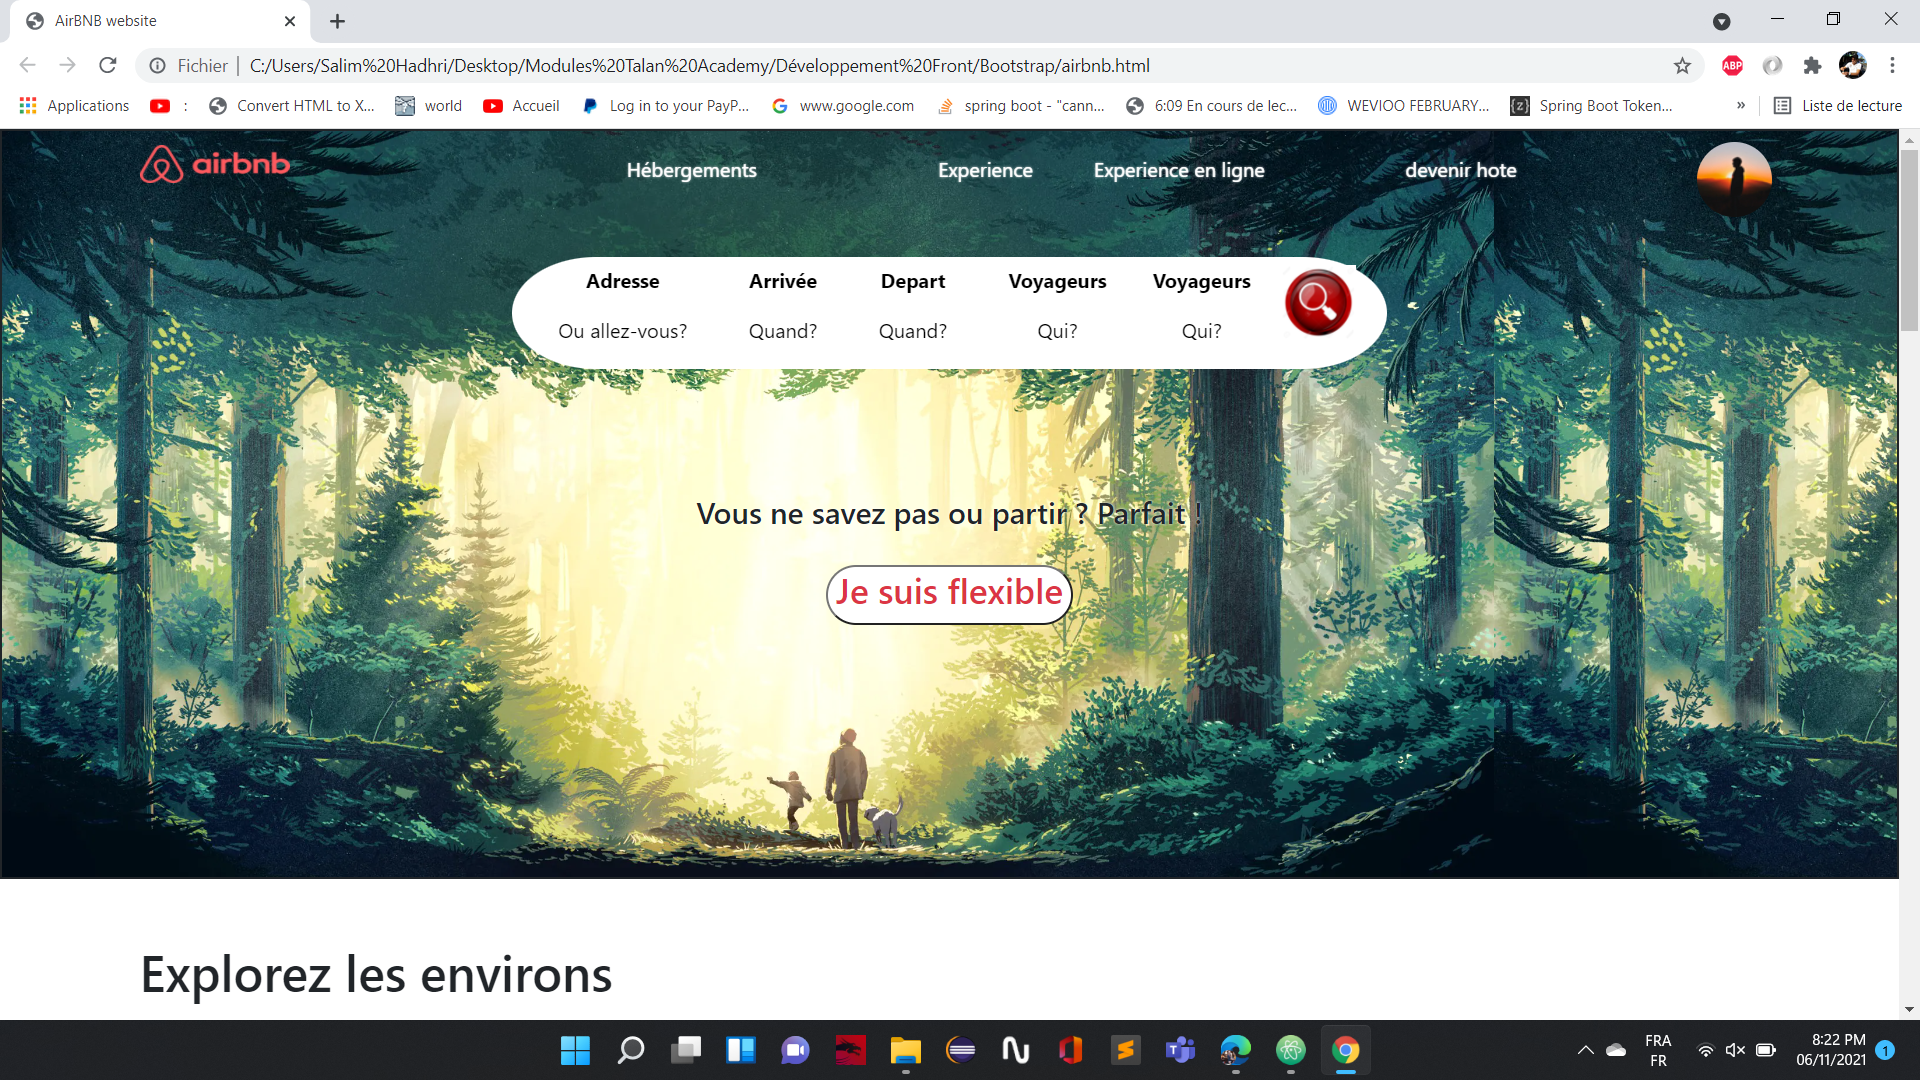 AirBNB website
Fichier | C:/Users/Salim%20Hadhri/Desktop/Modules%20Talan%20Academy/Développement%20Front/Bootstrap/airbnb.html
ABP
Applications : Convert HTML to X... world Accueil Log in to your PayP... www.google.com spring boot - "cann... 6:09 En cours de lec... WEVIOO FEBRUARY... {z} Spring Boot Token... » Liste de lecture
airbnb Hébergements Experience Experience en ligne devenir hote
Adresse Arrivée Depart Voyageurs Voyageurs
Ou allez-vous? Quand? Quand? Qui? Qui?
Vous ne savez pas ou partir ? Parfait !
Je suis flexible
Explorez les environs
FRA 8:22 PM
FR 06/11/2021 1